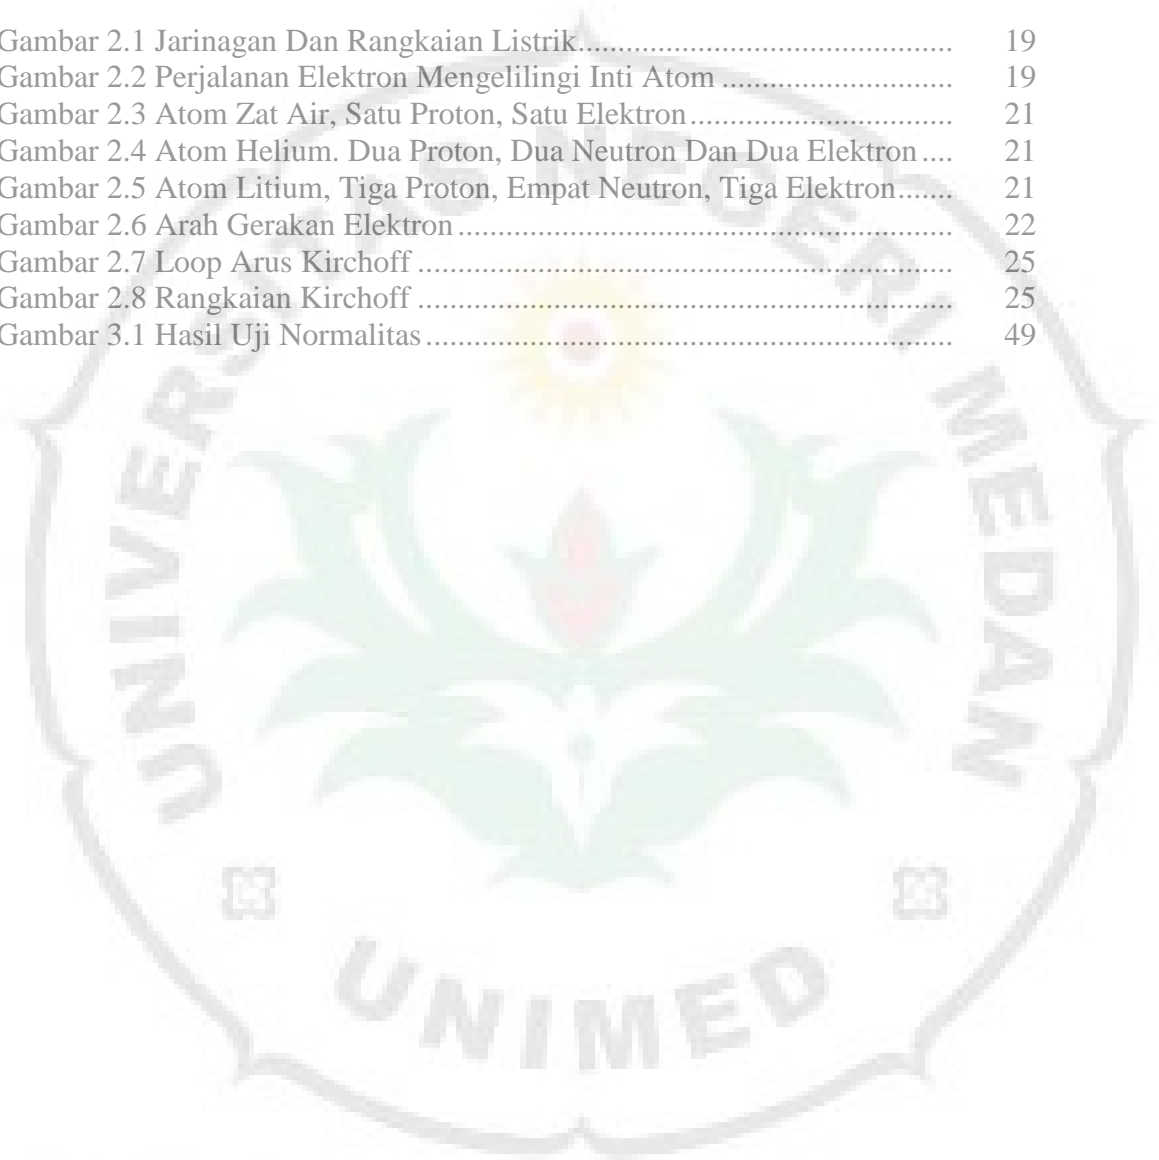 Gambar 2.1 Jarinagan Dan Rangkaian Listrik.............................................. 19
Gambar 2.2 Perjalanan Elektron Mengelilingi Inti Atom ............................. 19
Gambar 2.3 Atom Zat Air, Satu Proton, Satu Elektron................................. 21
Gambar 2.4 Atom Helium. Dua Proton, Dua Neutron Dan Dua Elektron .... 21
Gambar 2.5 Atom Litium, Tiga Proton, Empat Neutron, Tiga Elektron....... 21
Gambar 2.6 Arah Gerakan Elektron .............................................................. 22
Gambar 2.7 Loop Arus Kirchoff ................................................................... 25
Gambar 2.8 Rangkaian Kirchoff ................................................................... 25
Gambar 3.1 Hasil Uji Normalitas .................................................................. 49
UNIVERSITAS NEGERI MEDAN
UNIMED